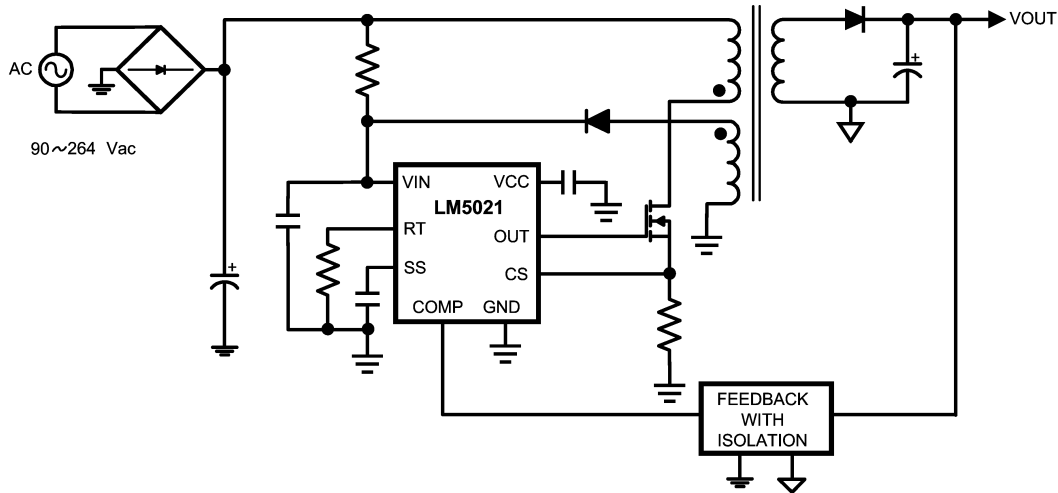 VOUT
AC
+
90~264 Vac
VIN
VCC
LM5021
RT
OUT
SS
CS
+
COMP
GND
FEEDBACK
WITH
ISOLATION